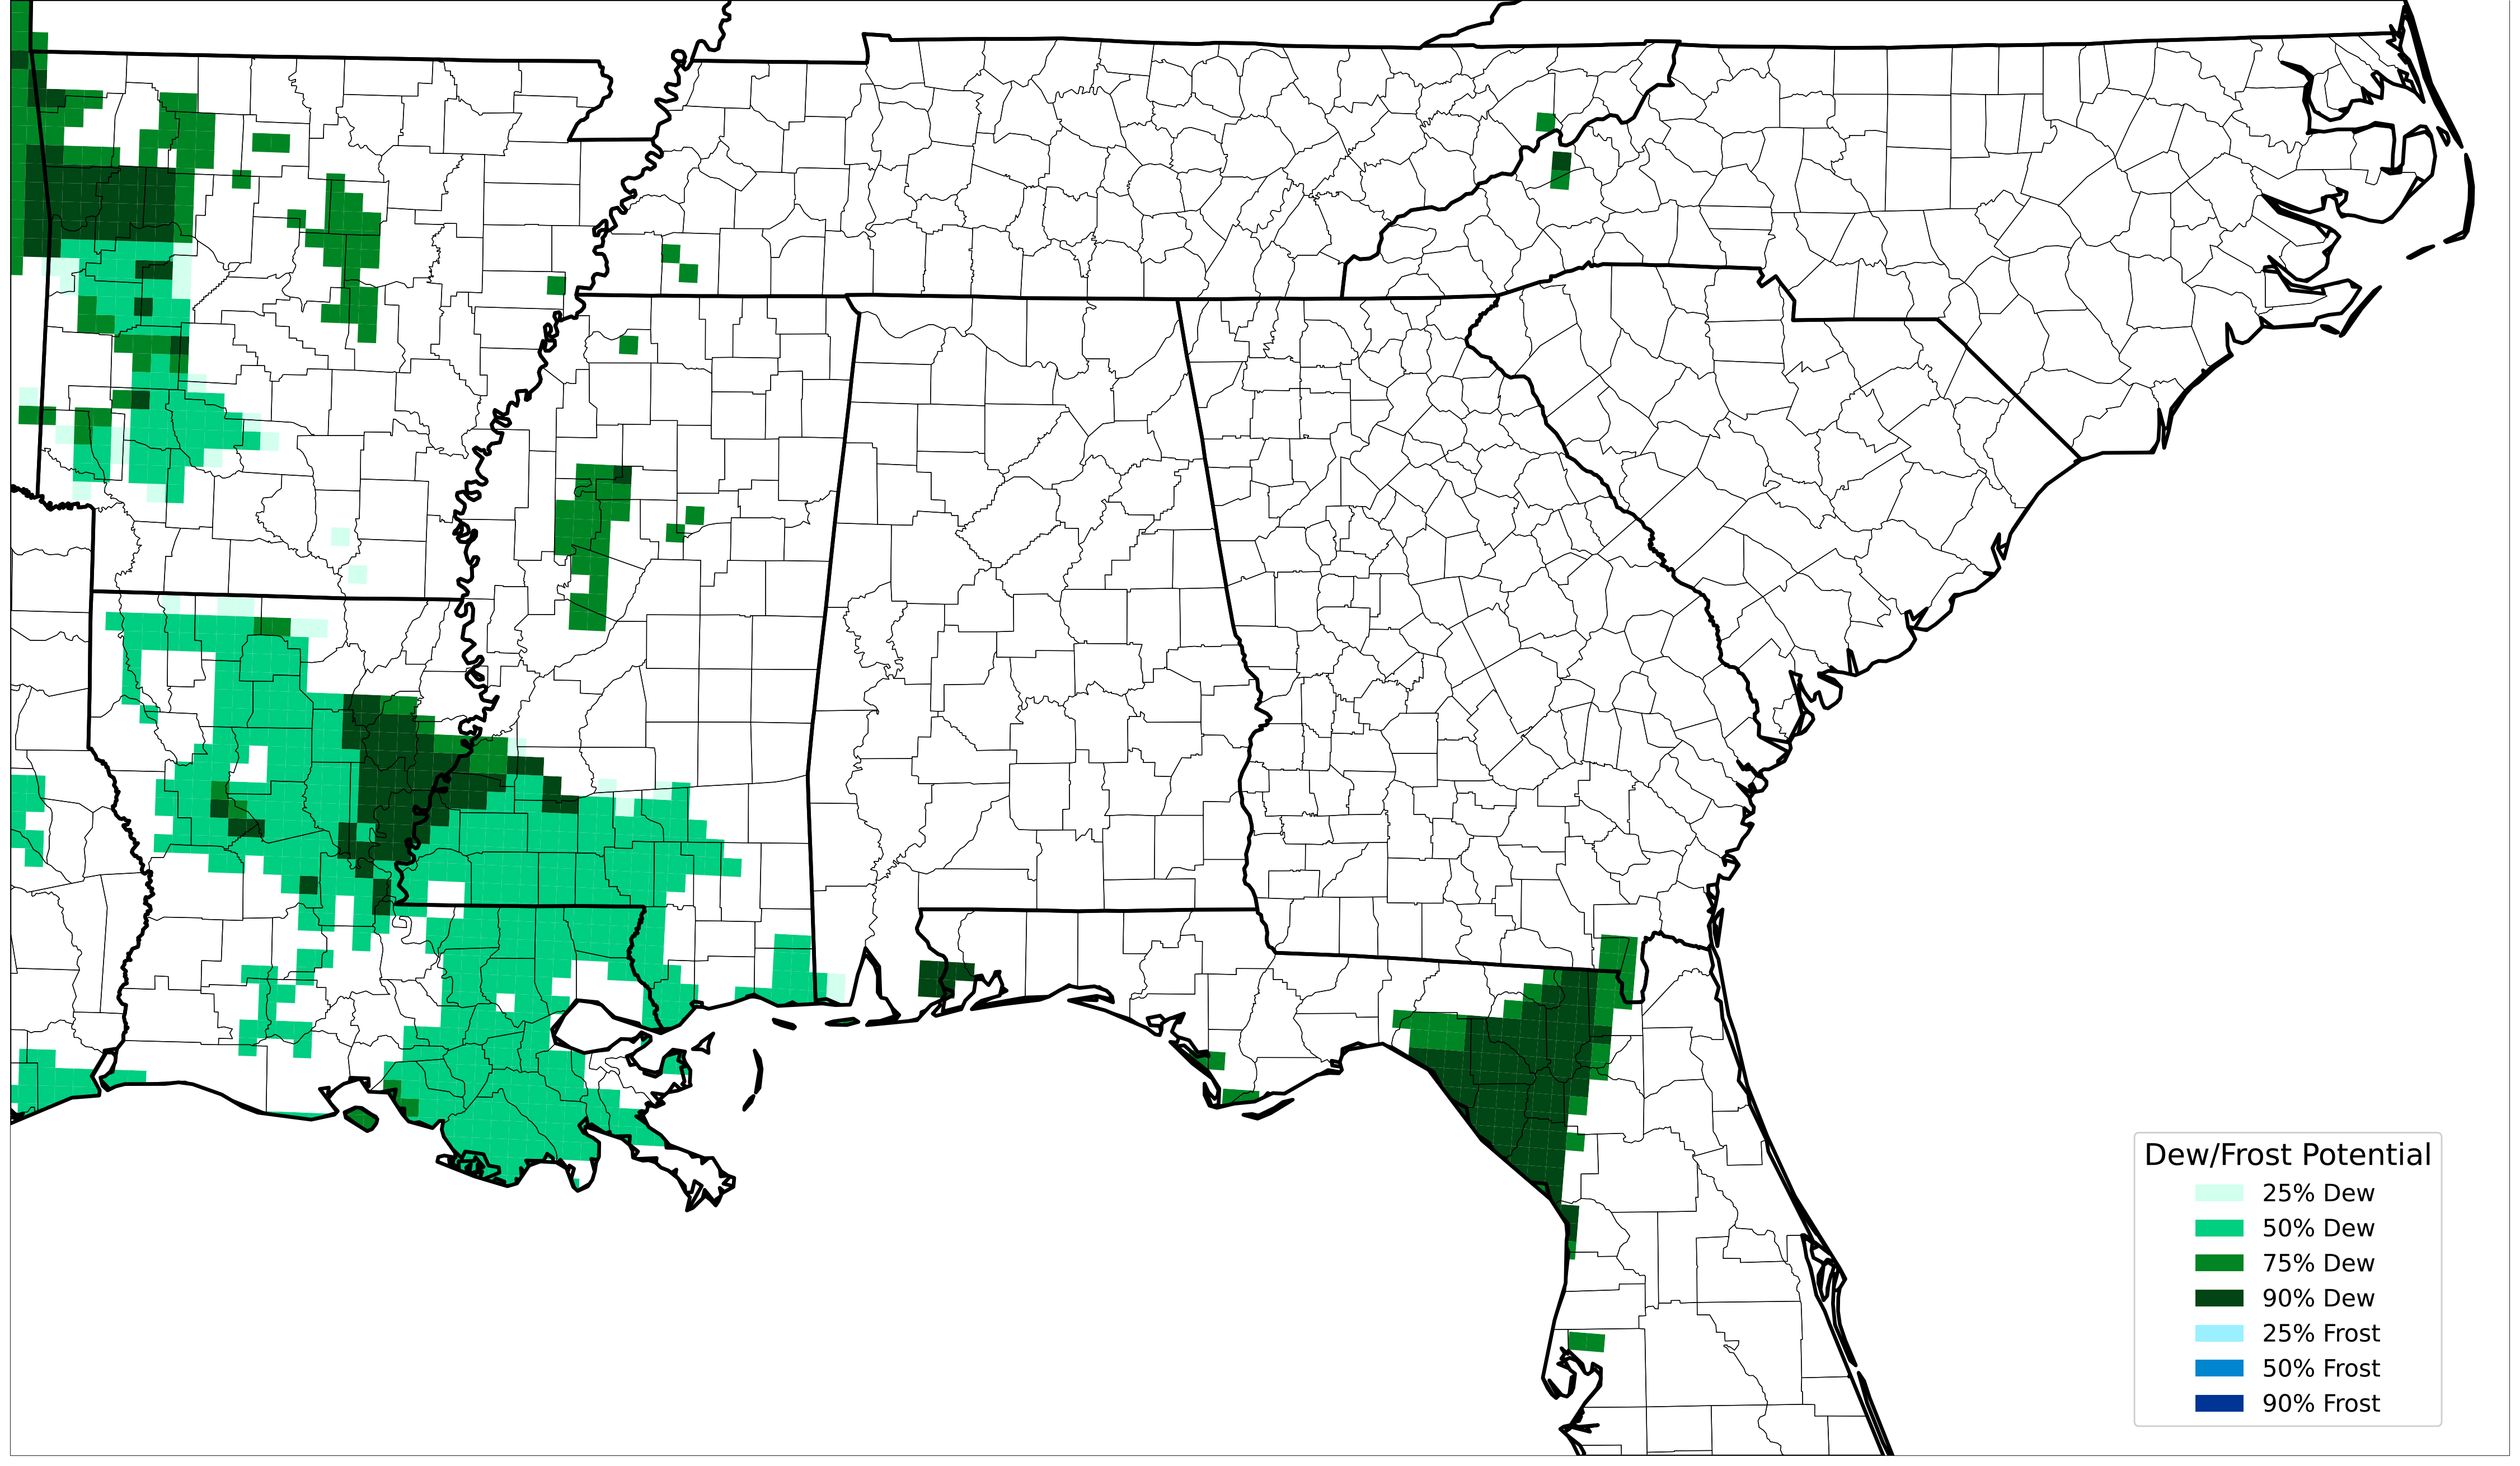 Dew/Frost Potential
25% Dew
50% Dew
75% Dew
90% Dew
25% Frost
50% Frost
90% Frost